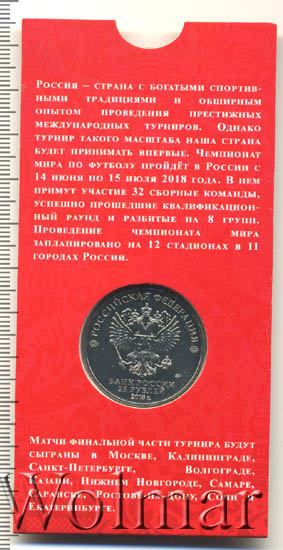 Россия – страна с богатыми спортив-
ными традициями и обширным
опытом проведения престижных
международных турниров. Однако
турнир такого масштаба наша страна
будет принимать впервые. Чемпионат
мира по футболу пройдёт в России с
14 июня по 15 июля 2018 года. В нем
примут участие 32 сборные команды,
успешно прошедшие квалификацион-
ный раунд и разбитые на 8 групп.
Проведение чемпионата мира
запланировано на 12 стадионах в 11
городах России.
РОССИЙСКАЯ ФЕДЕРАЦИЯ
БАНК РОССИИ
25 РУБЛЕЙ
2018 г.
Матчи финальной части турнира будут
сыграны в Москве, Калининграде,
Санкт-Петербурге, Волгограде,
Казани, Нижнем Новгороде, Самаре,
Саранске, Ростове-на-Дону, Сочи и
Екатеринбурге.
Wolmar